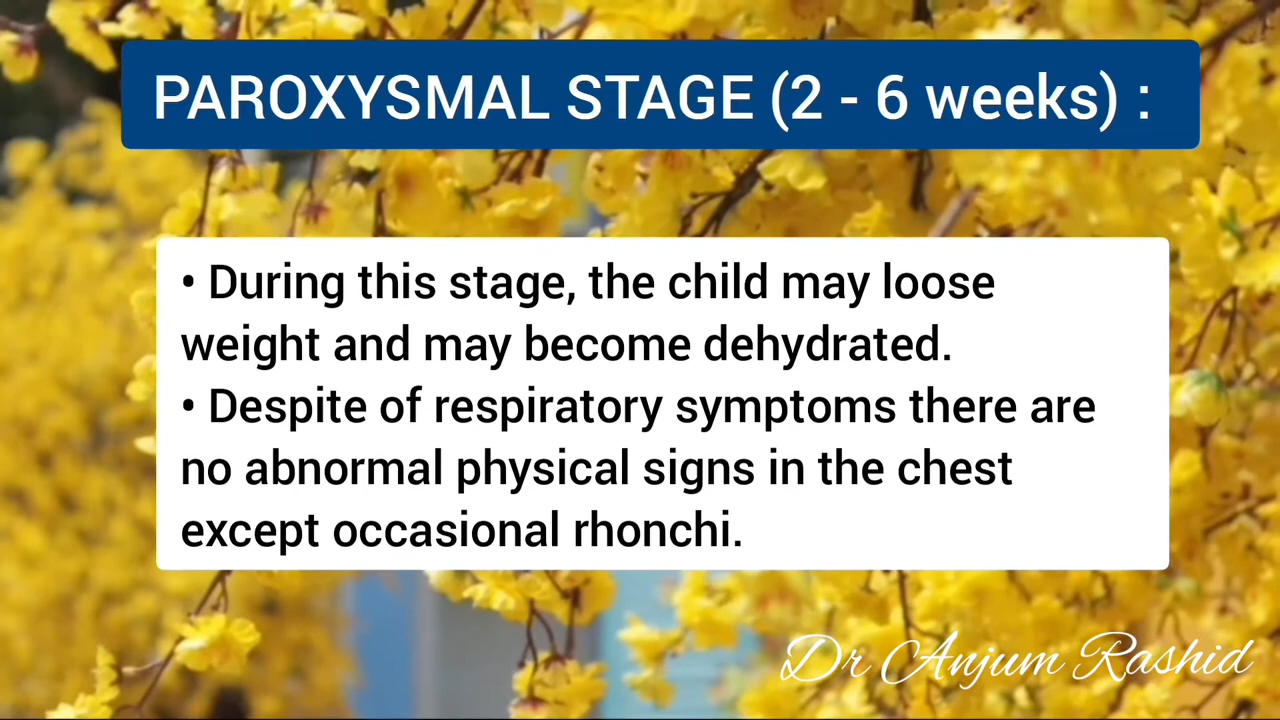 PAROXYSMAL STAGE (2 - 6 weeks) :
• During this stage, the child may loose
weight and may become dehydrated.
• Despite of respiratory symptoms there are
no abnormal physical signs in the chest
except occasional rhonchi.
Dr Anjum Rashid